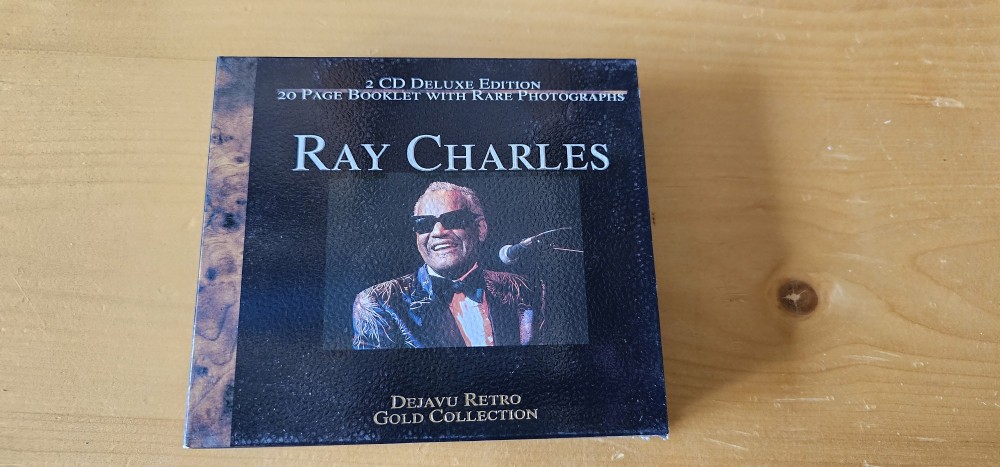 2 CD Deluxe Edition
20 Page Booklet with Rare Photographs
Ray Charles
Dejavu Retro
Gold Collection